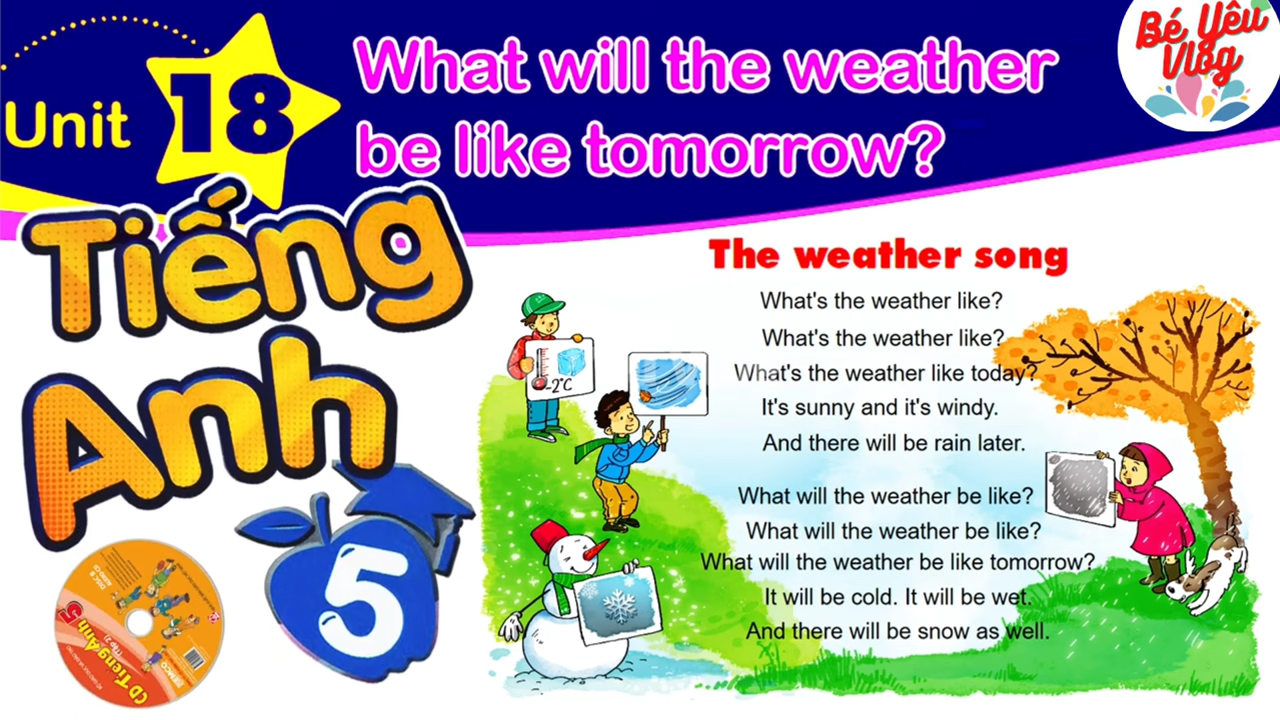 Unit 18
What will the weather
be like tomorrow?
Bé Yêu
Vlog
Tiếng
Anh
5
The weather song
What's the weather like?
What's the weather like?
What's the weather like today?
It's sunny and it's windy.
And there will be rain later.
What will the weather be like?
What will the weather be like?
What will the weather be like tomorrow?
It will be cold. It will be wet.
And there will be snow as well.
-2°C
CD Tiếng Anh 5